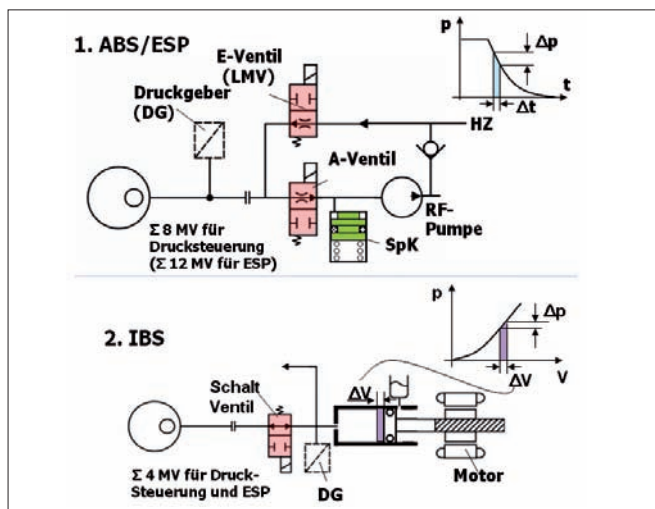 1. ABS/ESP
E-Ventil
(LMV)
Druckgeber
(DG)
p
Δp
t
Δt
HZ
A-Ventil
RF-
Pumpe
SpK
Σ 8 MV für
Drucksteuerung
(Σ 12 MV für ESP)
2. IBS
p
Δp
ΔV
V
Schalt
Ventil
ΔV
Motor
DG
Σ 4 MV für Druck-
Steuerung und ESP